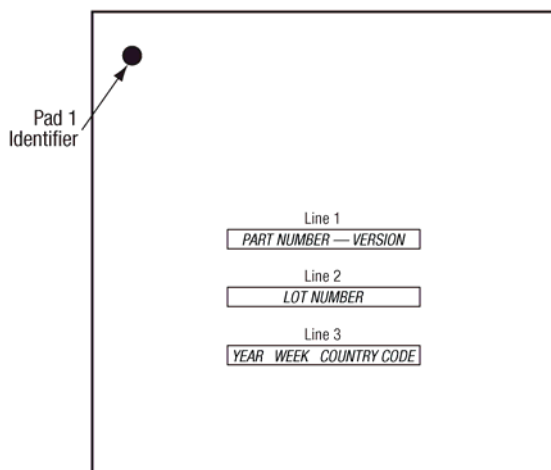 Pad 1
Identifier
Line 1
PART NUMBER — VERSION
Line 2
LOT NUMBER
Line 3
YEAR WEEK COUNTRY CODE